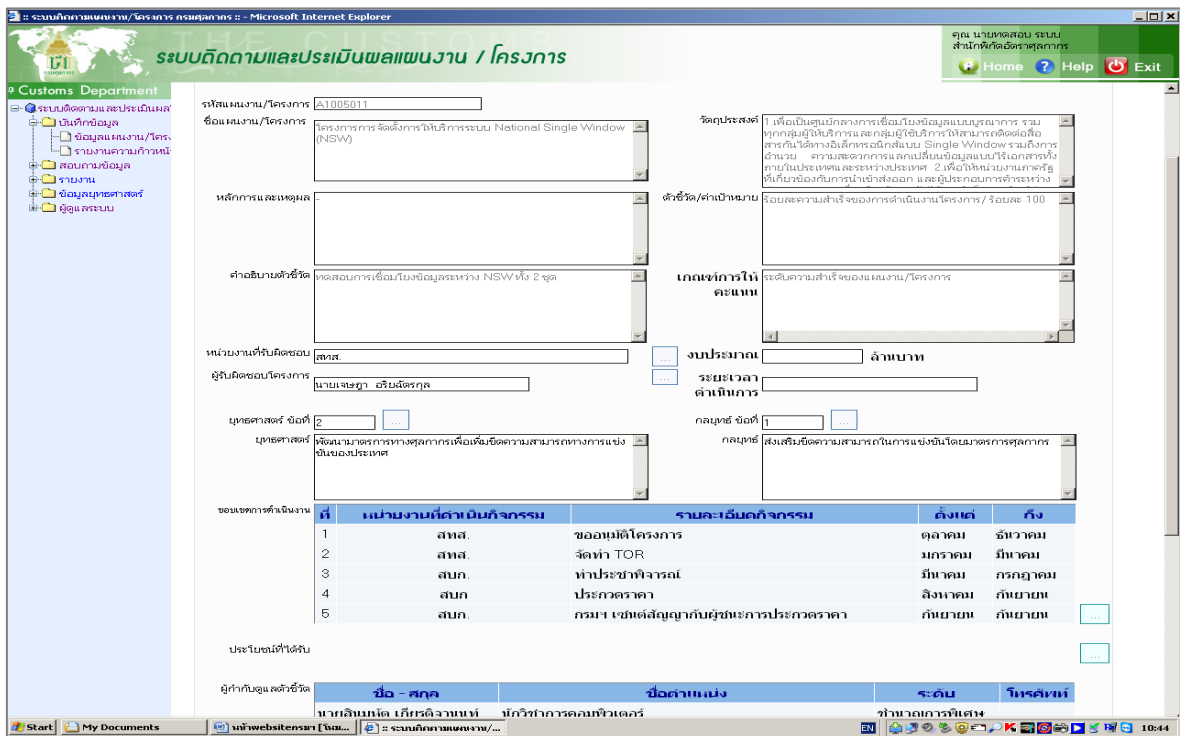 :: ระบบติดตามแผนงาน/โครงการ กรมศุลกากร :: - Microsoft Internet Explorer
THE CUSTOMS
ระบบติดตามและประเมินผลแผนงาน / โครงการ
คุณ นายทดสอบ ระบบ
สำนักพิกัดอัตราศุลกากร
Home Help Exit
กรมศุลกากร
Customs Department
ระบบติดตามและประเมินผล
บันทึกข้อมูล
ข้อมูลแผนงาน/โครง
รายงานความก้าวหน้
สอบถามข้อมูล
รายงาน
ข้อมูลยุทธศาสตร์
ผู้ดูแลระบบ
รหัสแผนงาน/โครงการ A1005011
ชื่อแผนงาน/โครงการ โครงการการจัดตั้งการให้บริการระบบ National Single Window
(NSW)
วัตถุประสงค์ 1.เพื่อเป็นศูนย์กลางการเชื่อมโยงข้อมูลแบบบูรณาการ รวม
ทุกกลุ่มผู้ให้บริการและกลุ่มผู้ใช้บริการให้สามารถติดต่อสื่อ
สารกันได้ทางอิเล็กทรอนิกส์แบบ Single Window รวมถึงการ
อำนวย ความสะดวกการแลกเปลี่ยนข้อมูลแบบไร้เอกสารทั้ง
ภายในประเทศและระหว่างประเทศ 2.เพื่อให้หน่วยงานภาครัฐ
ที่เกี่ยวข้องกับการนำเข้าส่งออก และผู้ประกอบการค้าระหว่าง
หลักการและเหตุผล -
ตัวชี้วัด/ค่าเป้าหมาย ร้อยละความสำเร็จของการดำเนินงานโครงการ/ ร้อยละ 100
คำอธิบายตัวชี้วัด ทดสอบการเชื่อมโยงข้อมูลระหว่าง NSW ทั้ง 2 ชุด
เกณฑ์การให้ ระดับความสำเร็จของแผนงาน/โครงการ
คะแนน
หน่วยงานที่รับผิดชอบ สทส. ... งบประมาณ ล้านบาท
ผู้รับผิดชอบโครงการ นายเจษฎา อริยฉัตรกุล ... ระยะเวลา
ดำเนินการ
ยุทธศาสตร์ ข้อที่ 2 ... กลยุทธ์ ข้อที่ 1 ...
ยุทธศาสตร์ พัฒนามาตรการทางศุลกากรเพื่อเพิ่มขีดความสามารถทางการแข่ง
ขันของประเทศ
กลยุทธ์ ส่งเสริมขีดความสามารถในการแข่งขันโดยมาตรการศุลกากร
ขอบเขตการดำเนินงาน ที่ หน่วยงานที่ดำเนินกิจกรรม รายละเอียดกิจกรรม ตั้งแต่ ถึง
1 สทส. ขออนุมัติโครงการ ตุลาคม ธันวาคม
2 สทส. จัดทำ TOR มกราคม มีนาคม
3 สบก. ทำประชาพิจารณ์ มีนาคม กรกฎาคม
4 สบก ประกวดราคา สิงหาคม กันยายน
5 สบก. กรมฯ เซ็นต์สัญญากับผู้ชนะการประกวดราคา กันยายน กันยายน ...
ประโยชน์ที่ได้รับ ...
ผู้กำกับดูแลตัวชี้วัด ชื่อ - สกุล ชื่อตำแหน่ง ระดับ โทรศัพท์
นักวิชาการคอมพิวเตอร์ ชำนาญการพิเศษ
Start My Documents :: ระบบติดตามแผนงาน/... EN 10:44